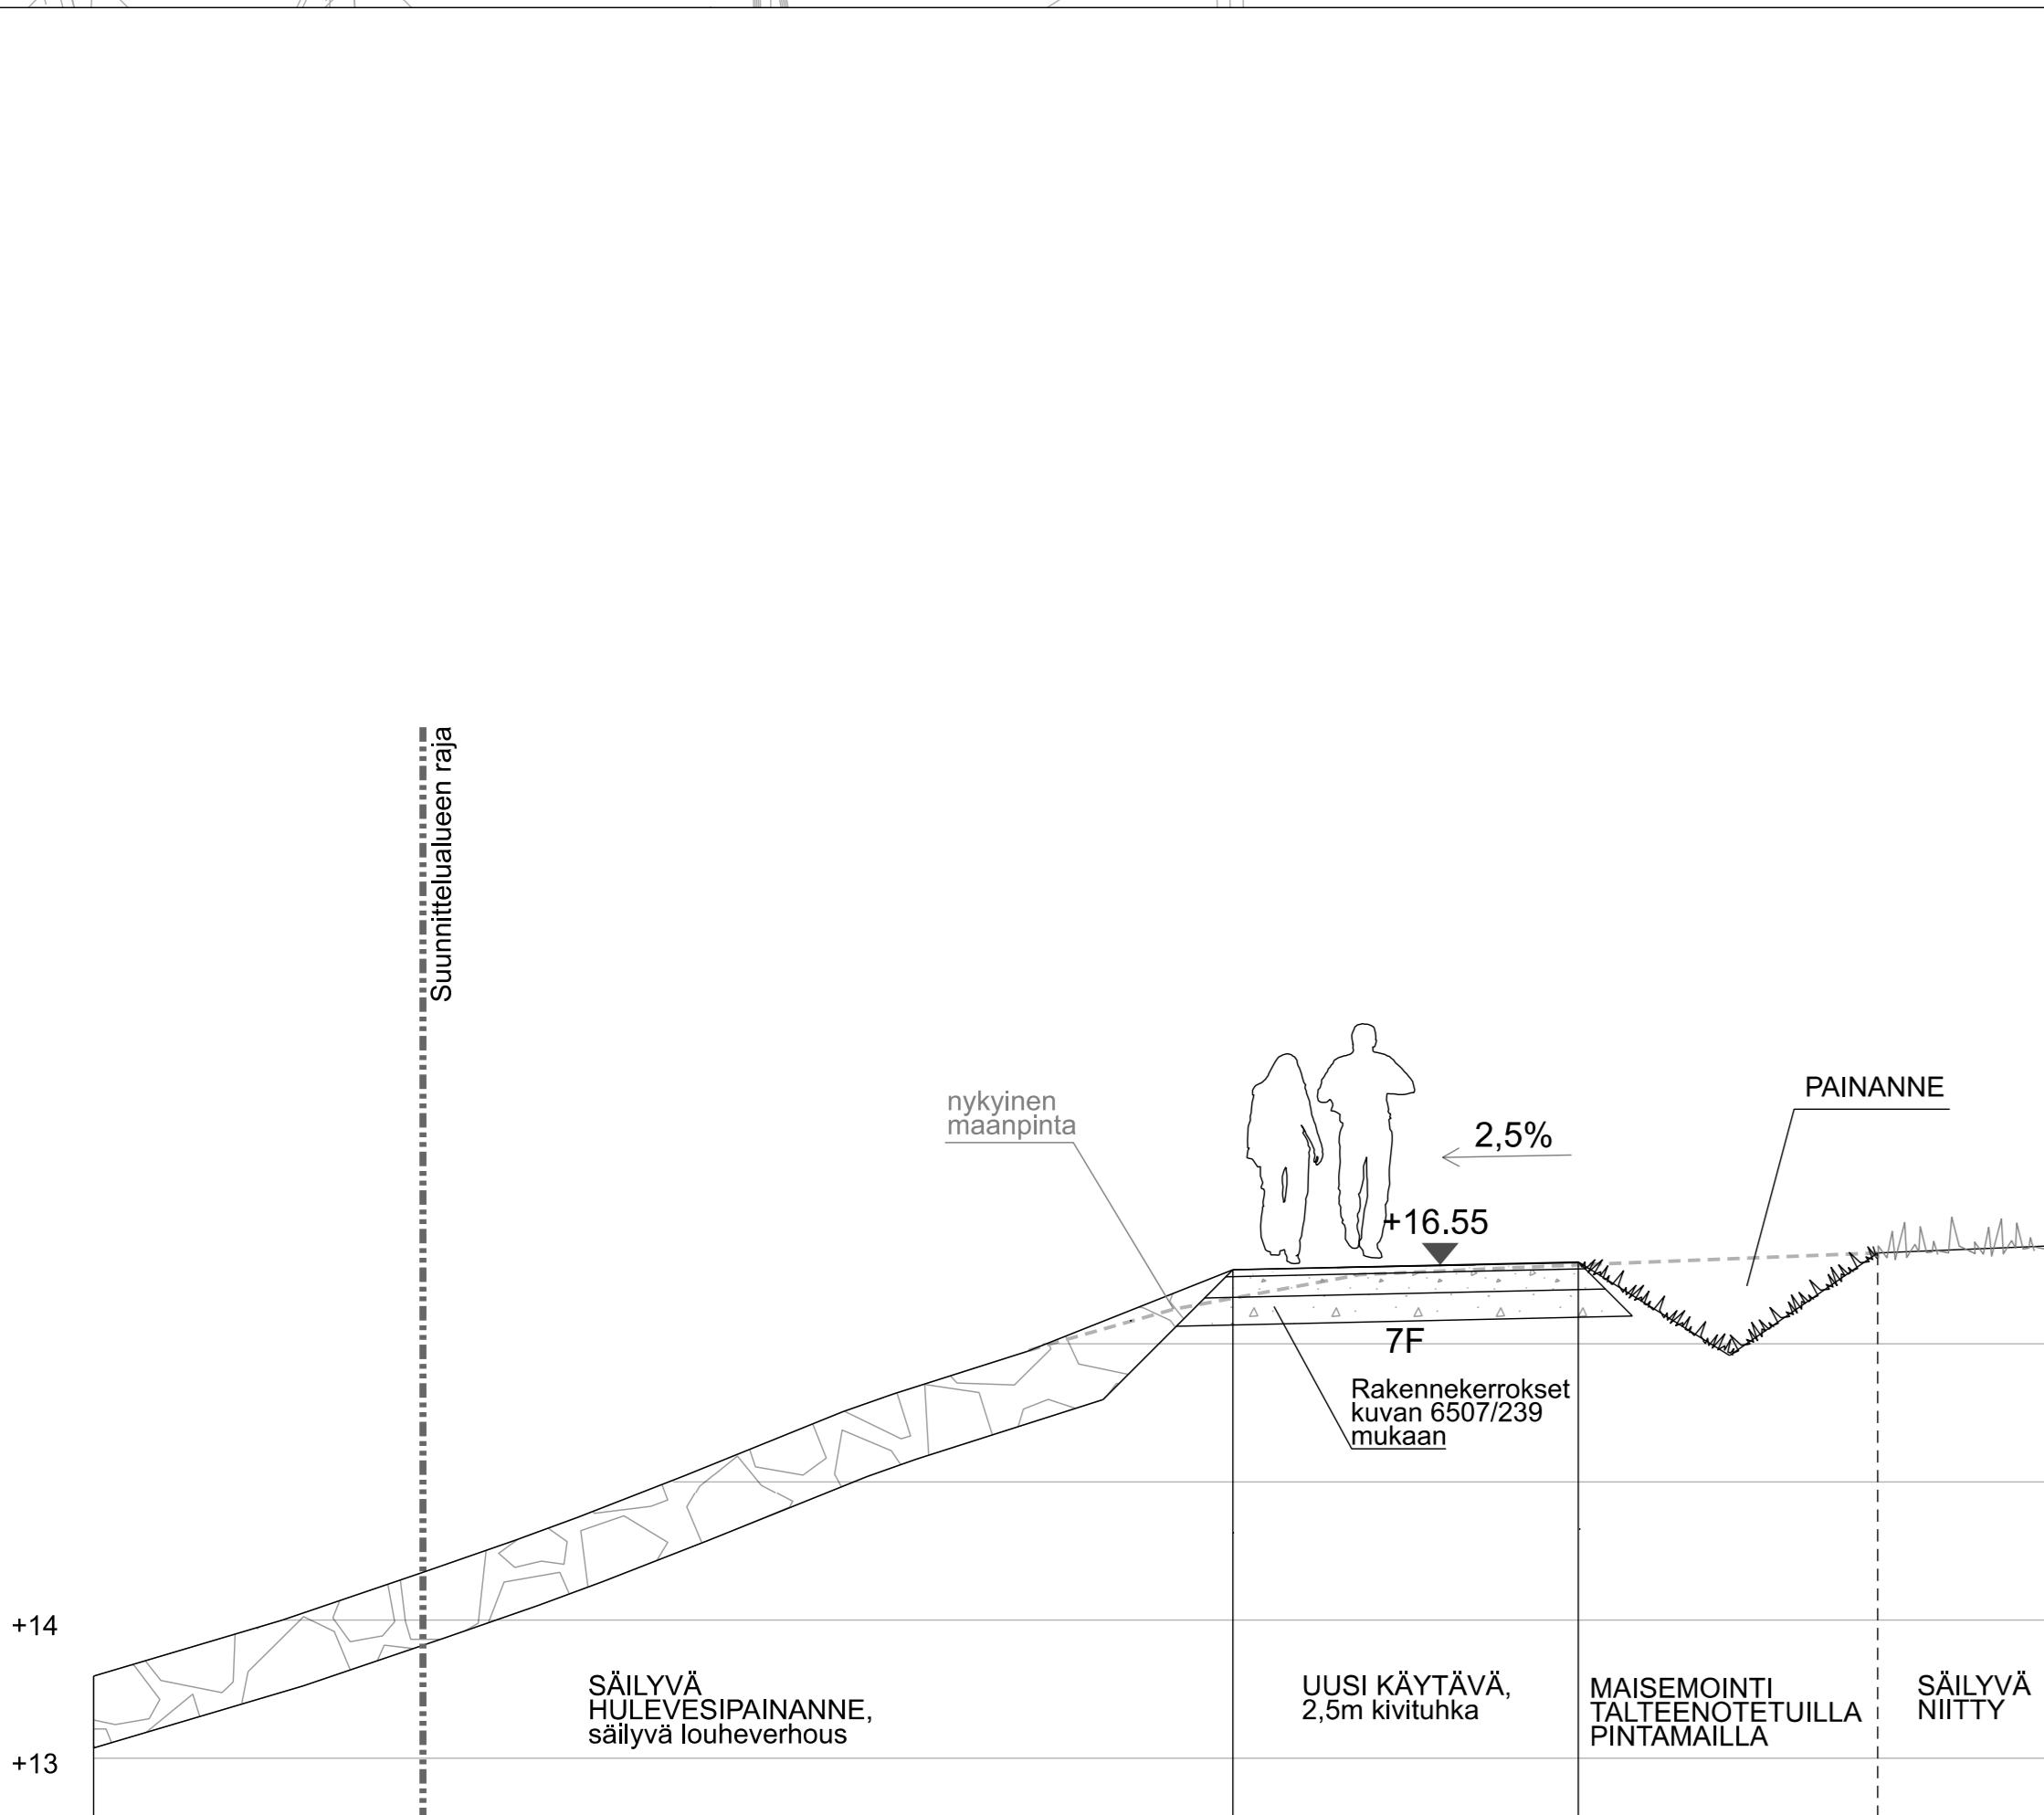 Suunnittelualueen raja
nykyinen
maanpinta
2,5%
PAINANNE
+16.55
7F
Rakennekerrokset
kuvan 6507/239
mukaan
+14
SÄILYVÄ
HULEVESIPAINANNE,
säilyvä louheverhous
UUSI KÄYTÄVÄ,
2,5m kivituhka
MAISEMOINTI
TALTEENOTETUILLA
PINTAMAILLA
SÄILYVÄ
NIITTY
+13